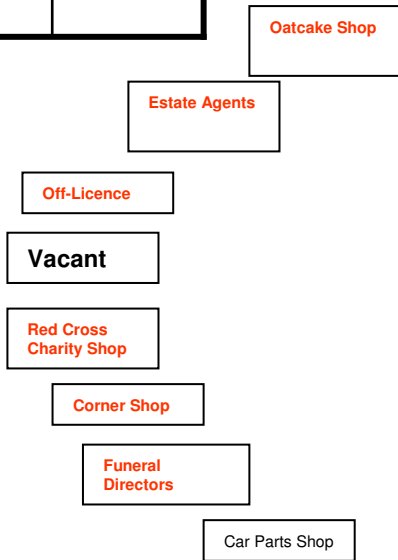 Oatcake Shop
Estate Agents
Off-Licence
Vacant
Red Cross
Charity Shop
Corner Shop
Funeral
Directors
Car Parts Shop